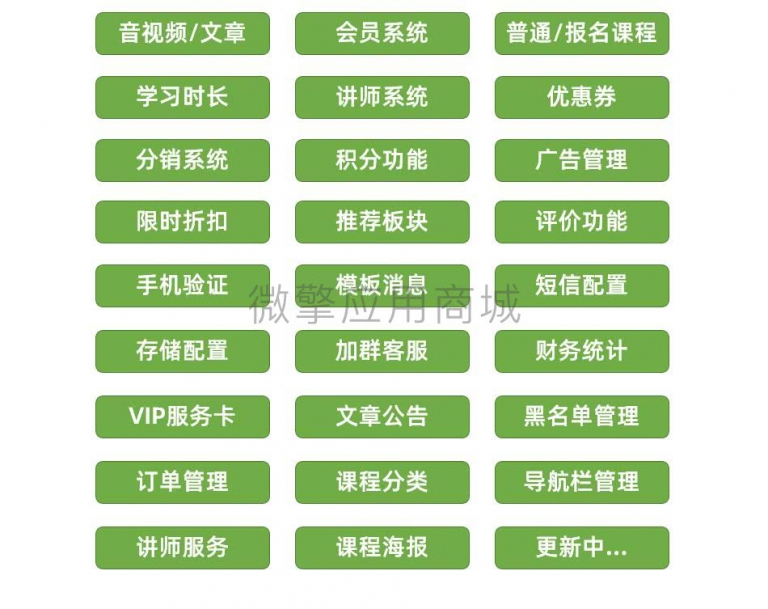 音视频/文章
会员系统
普通/报名课程
学习时长
讲师系统
优惠券
分销系统
积分功能
广告管理
限时折扣
推荐板块
评价功能
手机验证
模板消息
短信配置
微擎应用商城
存储配置
加群客服
财务统计
VIP服务卡
文章公告
黑名单管理
订单管理
课程分类
导航栏管理
讲师服务
课程海报
更新中...